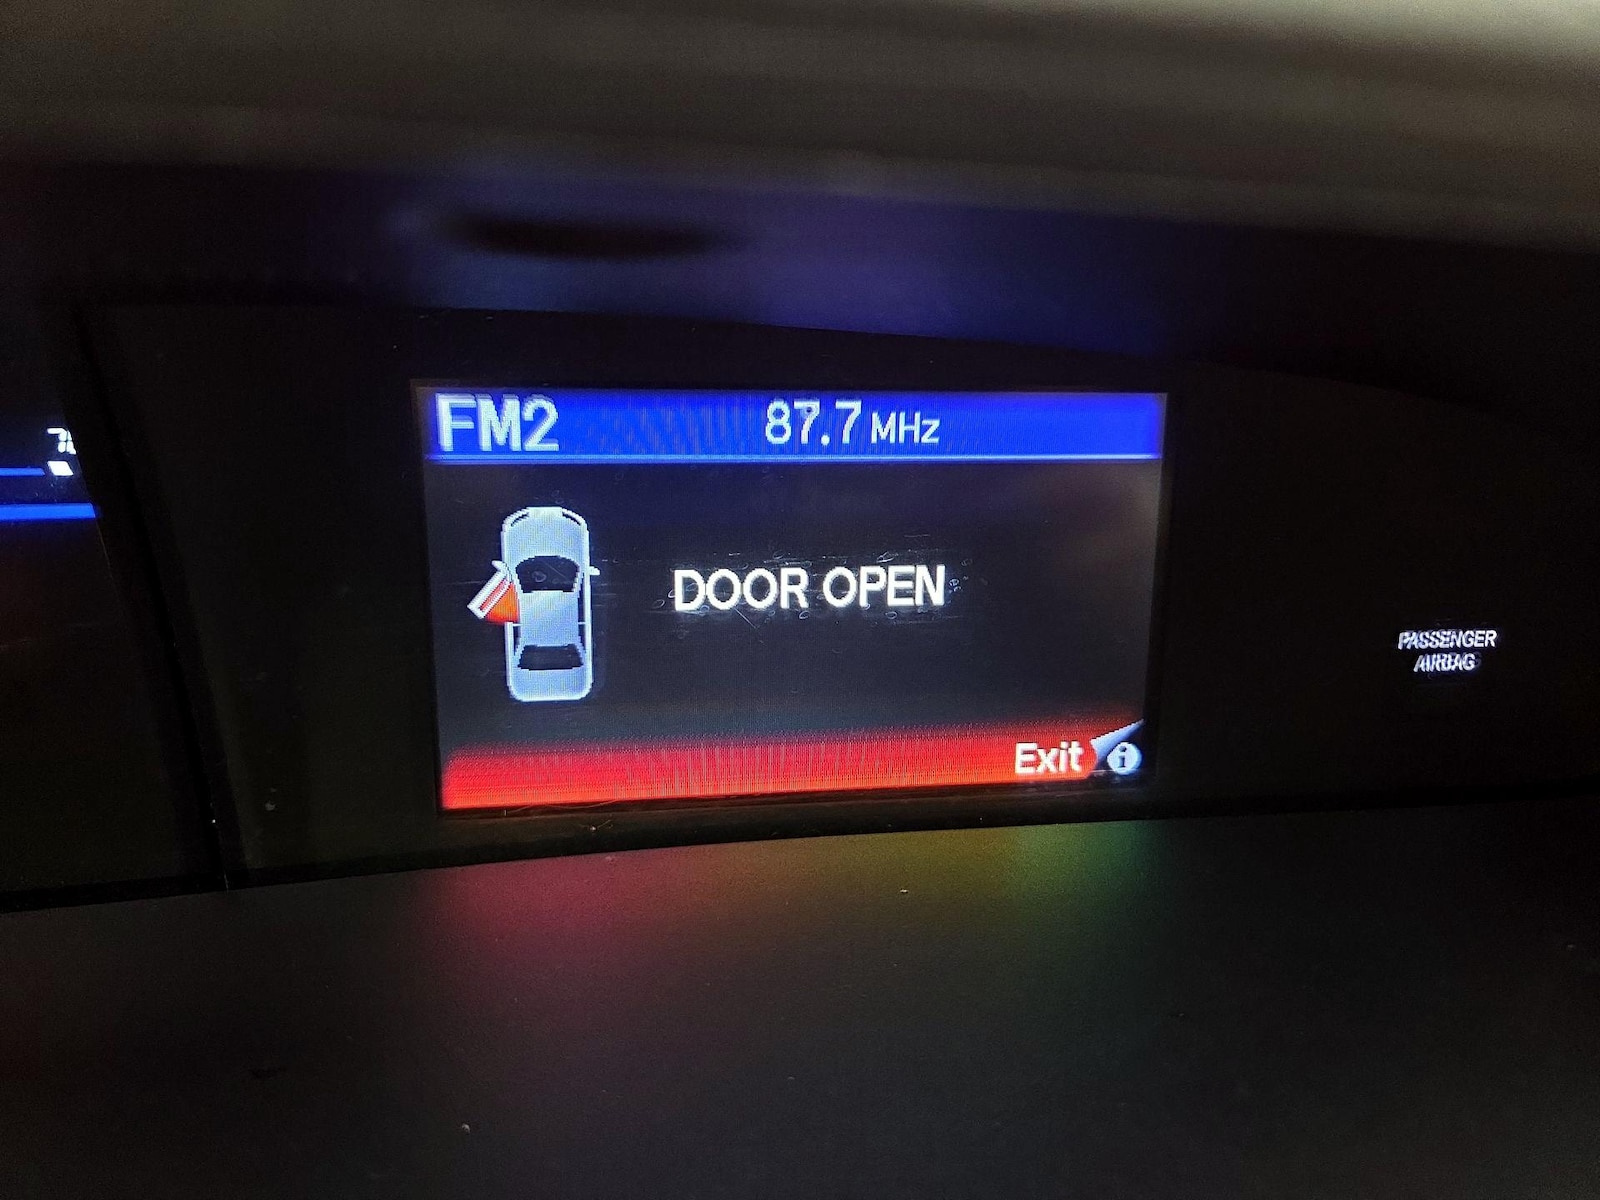 FM2 87.7 MHz
DOOR OPEN
PASSENGER
AIRBAG
Exit i